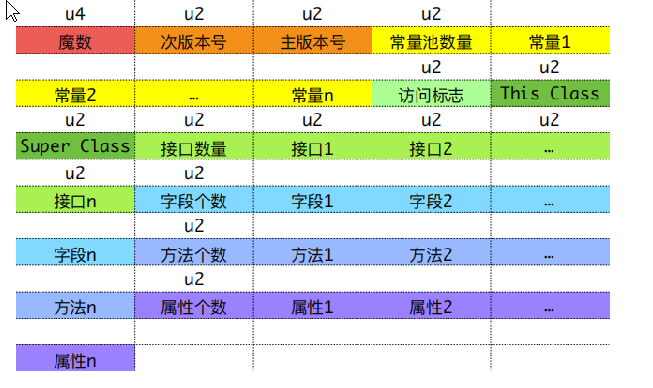 u4 u2 u2 u2
魔数 次版本号 主版本号 常量池数量 常量1
u2 u2
常量2 … 常量n 访问标志 This Class
u2 u2 u2 u2 u2
Super Class 接口数量 接口1 接口2 …
u2 u2
接口n 字段个数 字段1 字段2 …
u2
字段n 方法个数 方法1 方法2 …
u2
方法n 属性个数 属性1 属性2 …
属性n